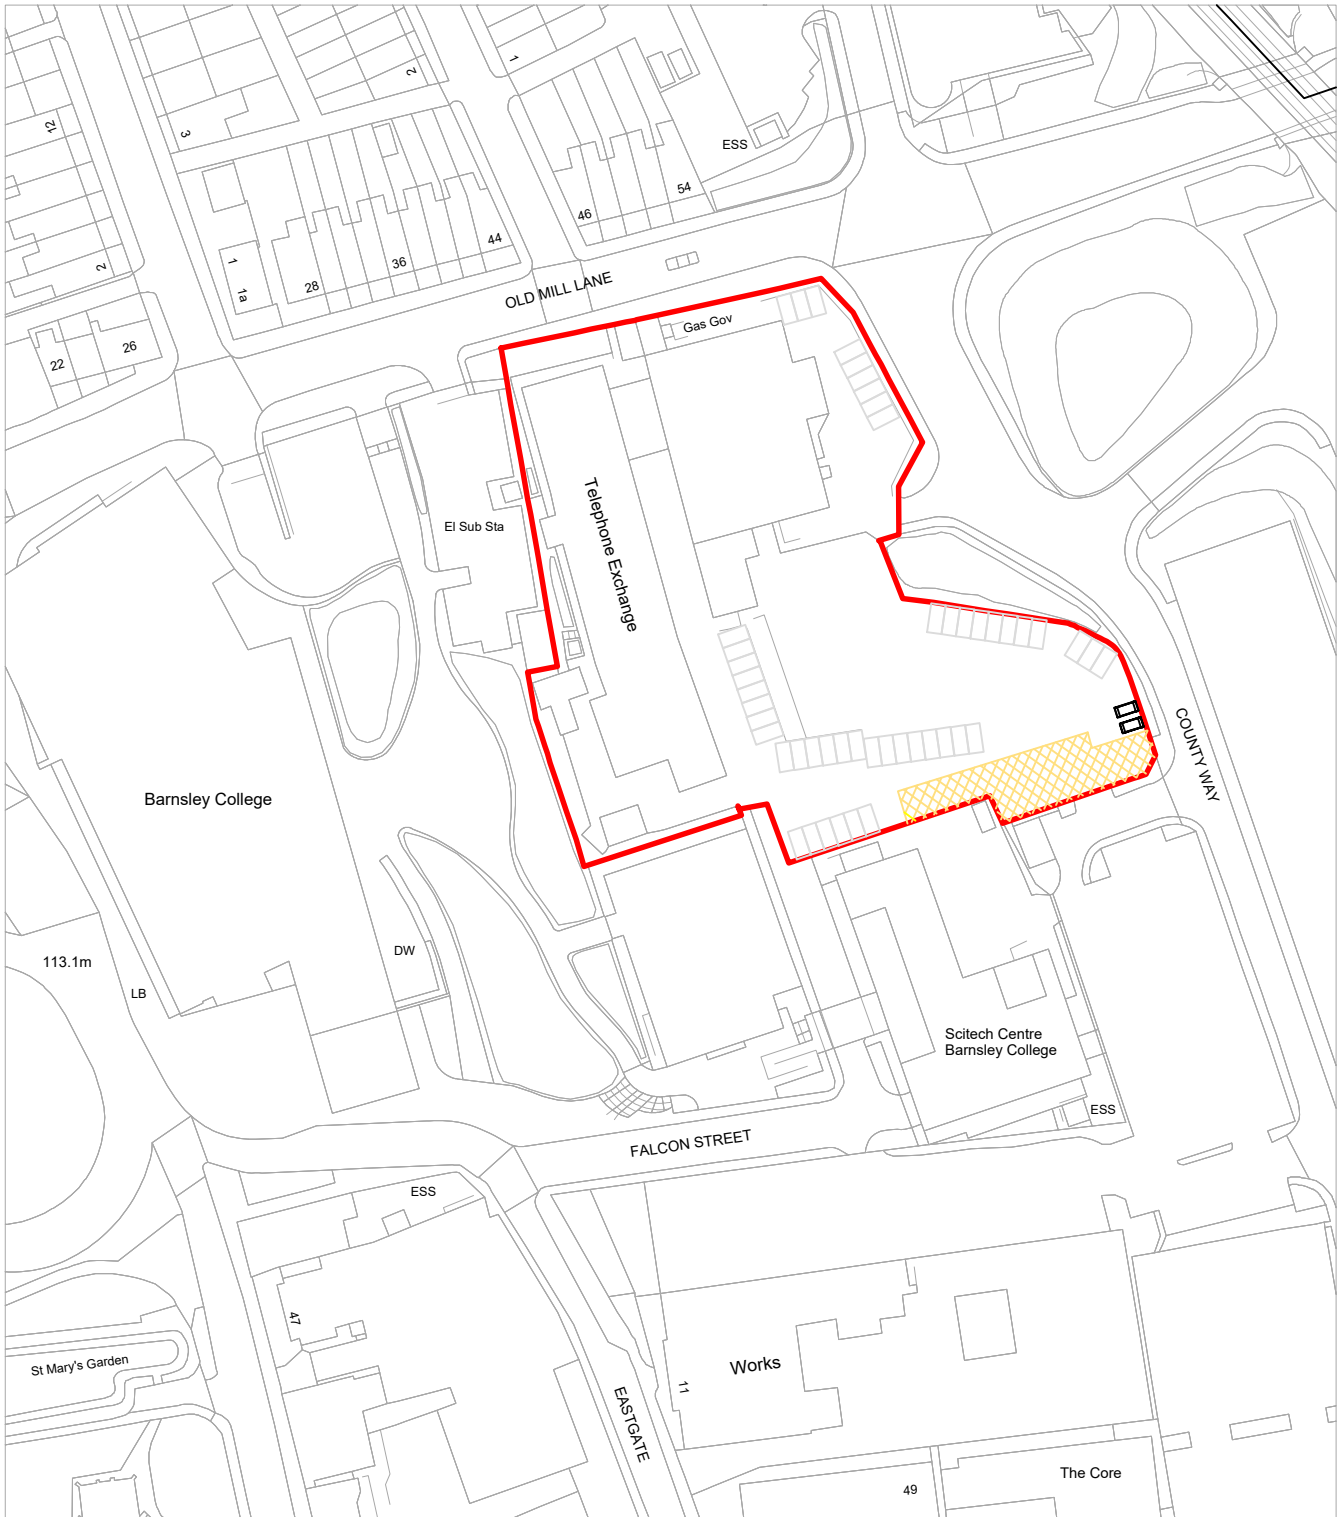 1
2
12
3
ESS
54
46
44
36
28
1
1a
2
OLD MILL LANE
Gas Gov
26
22
El Sub Sta
Telephone Exchange
COUNTY WAY
Barnsley College
DW
113.1m
LB
Scitech Centre
Barnsley College
ESS
FALCON STREET
ESS
47
St Mary's Garden
Works
11
EASTGATE
The Core
49